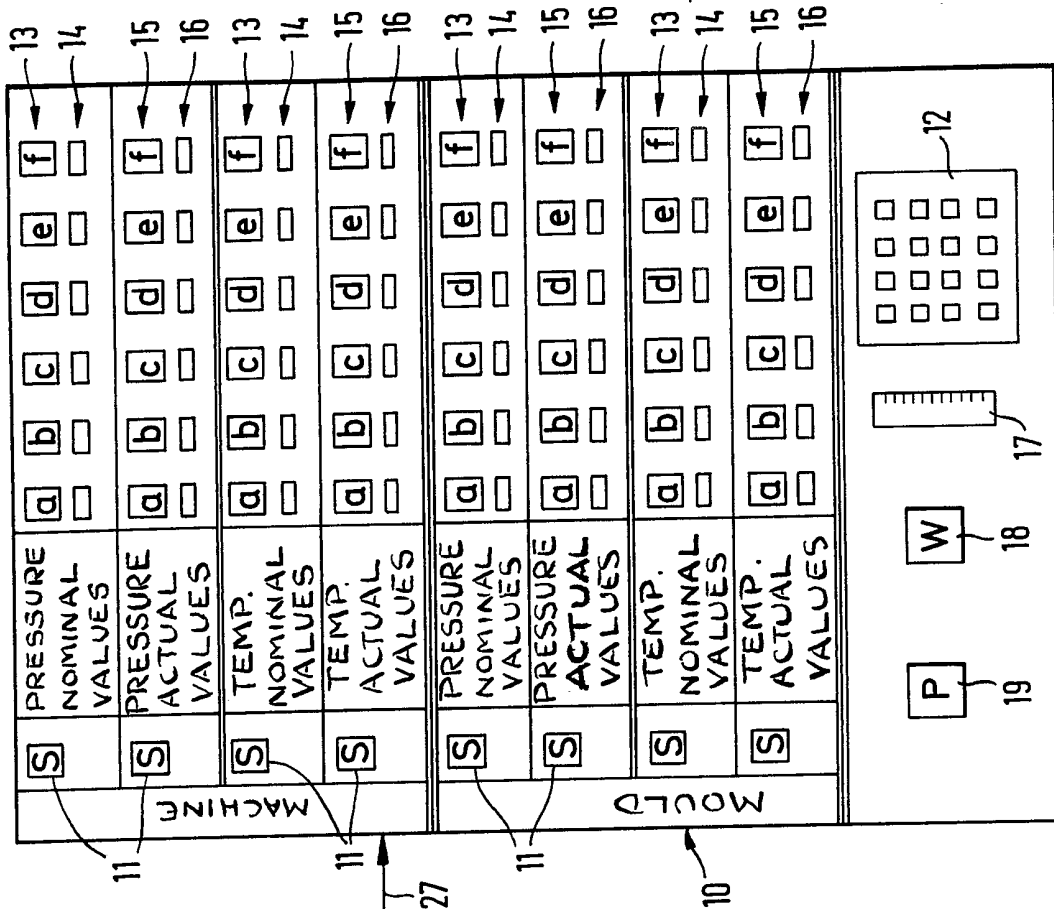 MACHINE
S PRESSURE NOMINAL VALUES a b c d e f 13
14
S PRESSURE ACTUAL VALUES a b c d e f 15
16
S TEMP. NOMINAL VALUES a b c d e f 13
14
S TEMP. ACTUAL VALUES a b c d e f 15
16
11
11
27
MOULD
S PRESSURE NOMINAL VALUES a b c d e f 13
14
S PRESSURE ACTUAL VALUES a b c d e f 15
16
S TEMP. NOMINAL VALUES a b c d e f 13
14
S TEMP. ACTUAL VALUES a b c d e f 15
16
11
10
P W 12
19 18 17